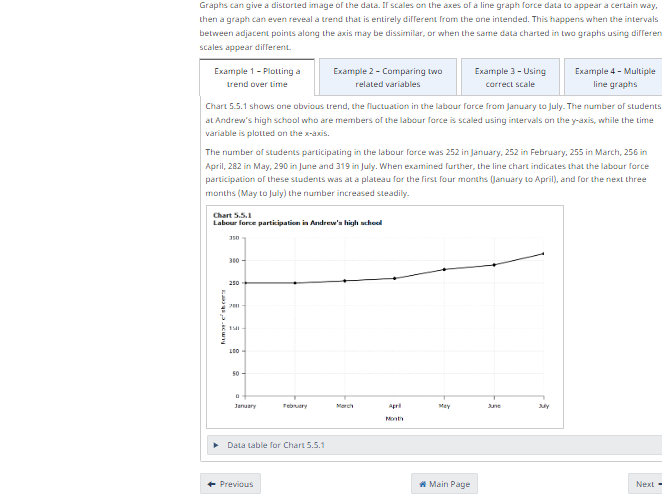 Graphs can give a distorted image of the data. If scales on the axes of a line graph force data to appear a certain way,
then a graph can even reveal a trend that is entirely different from the one intended. This happens when the intervals
between adjacent points along the axis may be dissimilar, or when the same data charted in two graphs using differen
scales appear different.
Example 1 – Plotting a trend over time
Example 2 – Comparing two related variables
Example 3 – Using correct scale
Example 4 – Multiple line graphs
Chart 5.5.1 shows one obvious trend, the fluctuation in the labour force from January to July. The number of students
at Andrew's high school who are members of the labour force is scaled using intervals on the y-axis, while the time
variable is plotted on the x-axis.
The number of students participating in the labour force was 252 in January, 252 in February, 255 in March, 256 in
April, 282 in May, 290 in June and 319 in July. When examined further, the line chart indicates that the labour force
participation of these students was at a plateau for the first four months (January to April), and for the next three
months (May to July) the number increased steadily.
Chart 5.5.1
Labour force participation in Andrew's high school
Number of students
350
300
250
200
150
100
50
0
January February March April May June July
Month
Data table for Chart 5.5.1
Previous
Main Page
Next